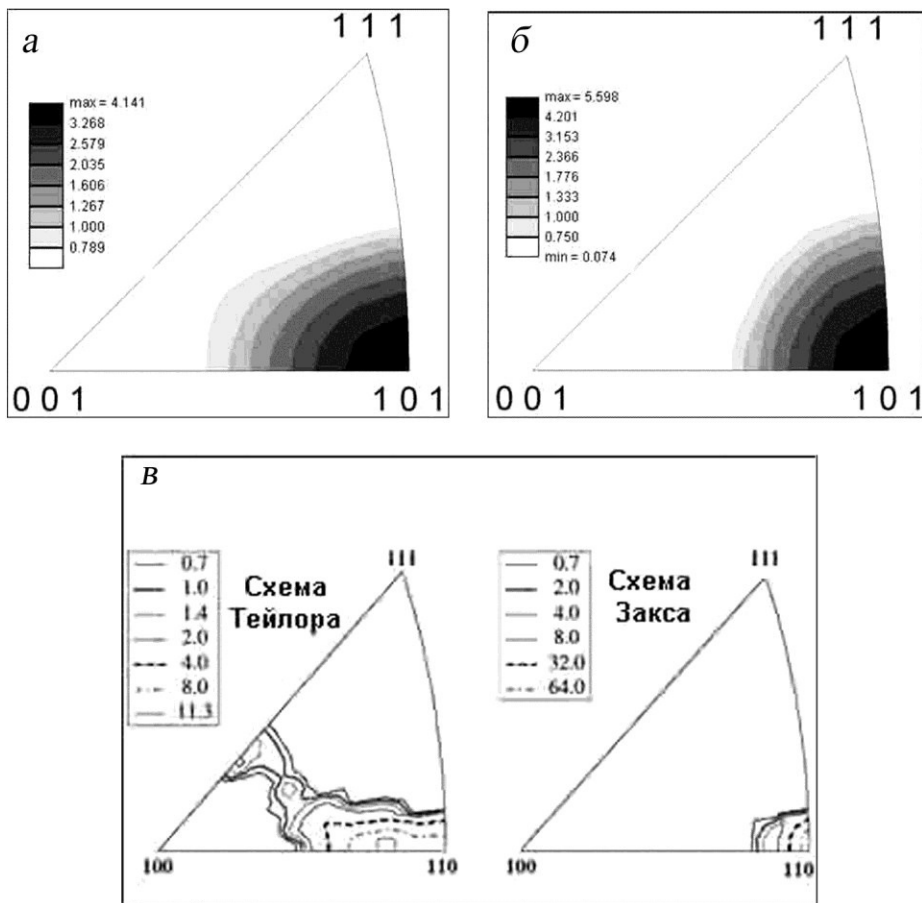 а
1 1 1
max = 4.141
3.268
2.579
2.035
1.606
1.267
1.000
0.789
0 0 1
1 0 1
б
1 1 1
max = 5.598
4.201
3.153
2.366
1.776
1.333
1.000
0.750
min = 0.074
0 0 1
1 0 1
в
0.7
1.0
1.4
2.0
4.0
8.0
11.3
Схема
Тейлора
111
100
110
0.7
2.0
4.0
8.0
32.0
64.0
Схема
Закса
111
100
110